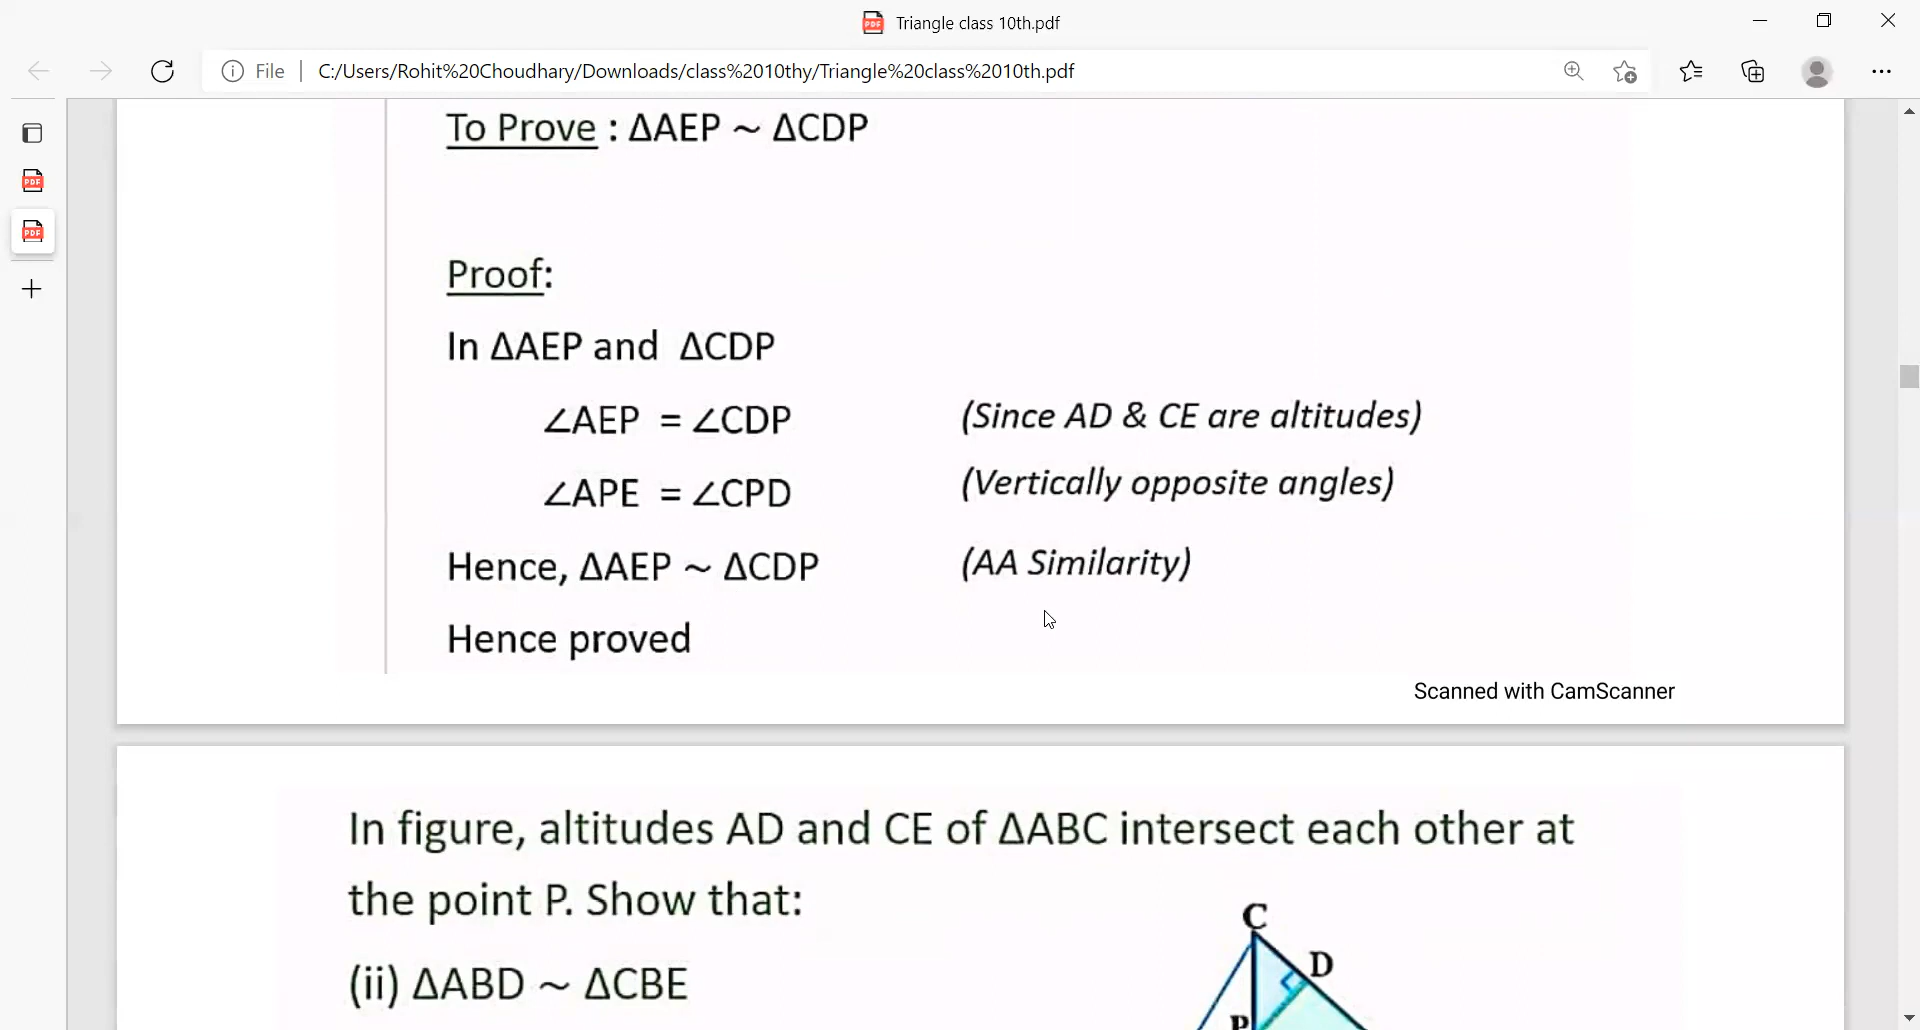 Triangle class 10th.pdf
File | C:/Users/Rohit%20Choudhary/Downloads/class%2010thy/Triangle%20class%2010th.pdf
To Prove : ΔAEP ~ ΔCDP
Proof:
In ΔAEP and ΔCDP
∠AEP = ∠CDP (Since AD & CE are altitudes)
∠APE = ∠CPD (Vertically opposite angles)
Hence, ΔAEP ~ ΔCDP (AA Similarity)
Hence proved
Scanned with CamScanner
In figure, altitudes AD and CE of ΔABC intersect each other at
the point P. Show that:
C
D
(ii) ΔABD ~ ΔCBE
P